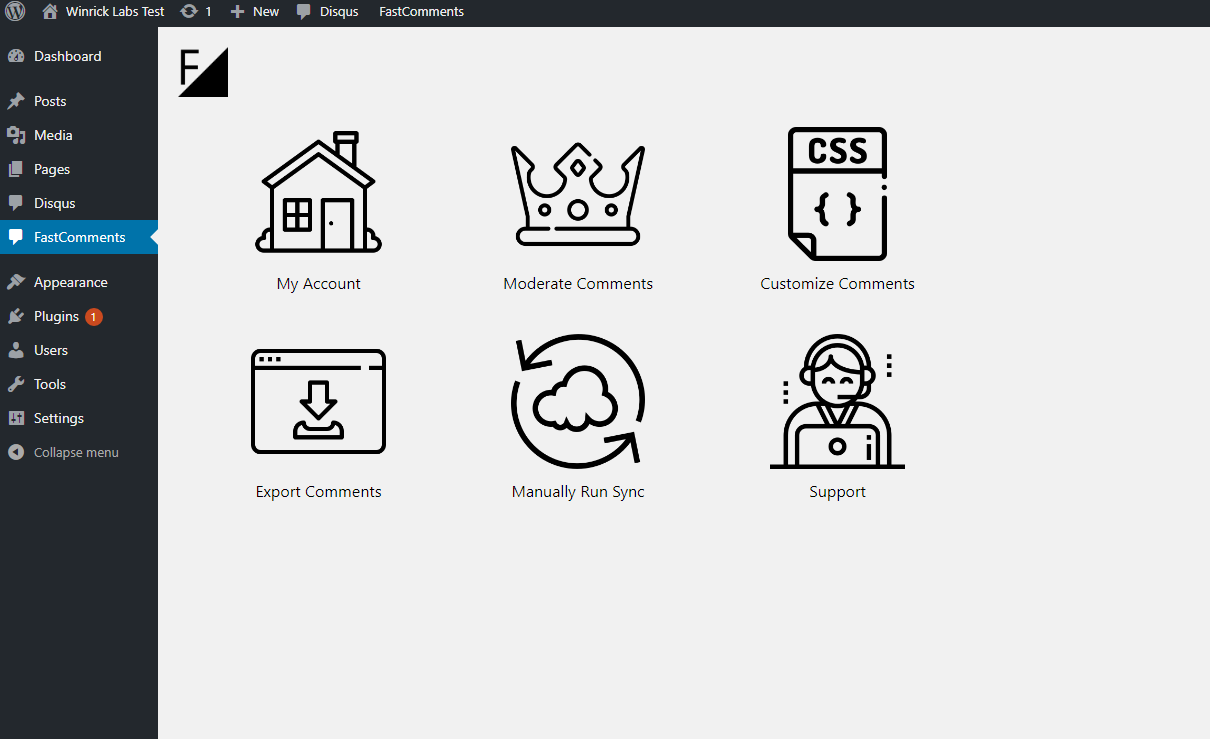 Winrick Labs Test 1 New Disqus FastComments
Dashboard
Posts
Media
Pages
Disqus
FastComments
Appearance
Plugins 1
Users
Tools
Settings
Collapse menu
F
CSS
{ }
My Account
Moderate Comments
Customize Comments
Export Comments
Manually Run Sync
Support